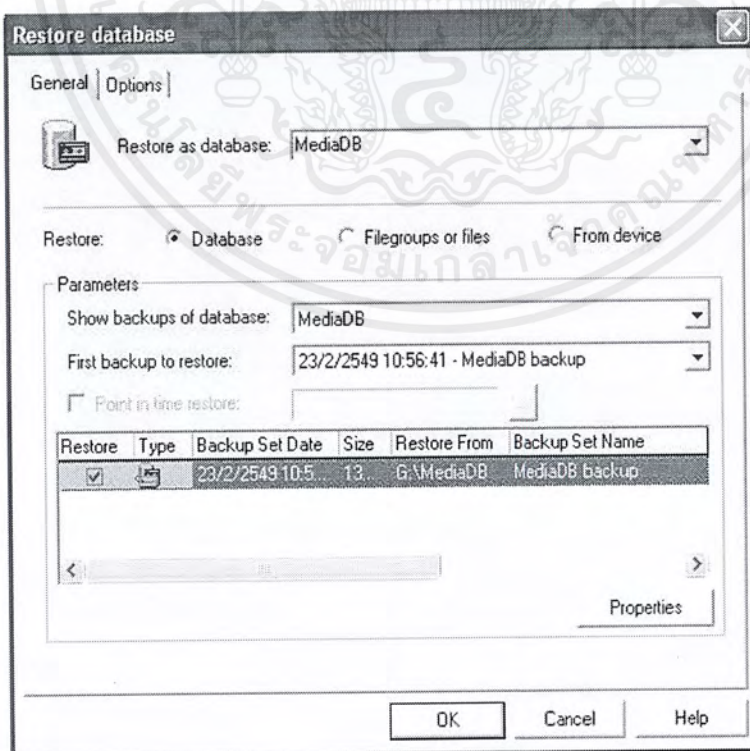 Restore database
General Options
Restore as database: MediaDB
Restore: Database Filegroups or files From device
Parameters
Show backups of database: MediaDB
First backup to restore: 23/2/2549 10:56:41 - MediaDB backup
Point in time restore: ...
Restore Type Backup Set Date Size Restore From Backup Set Name
23/2/2549 10:5... 13... G:\MediaDB MediaDB backup
Properties
OK Cancel Help